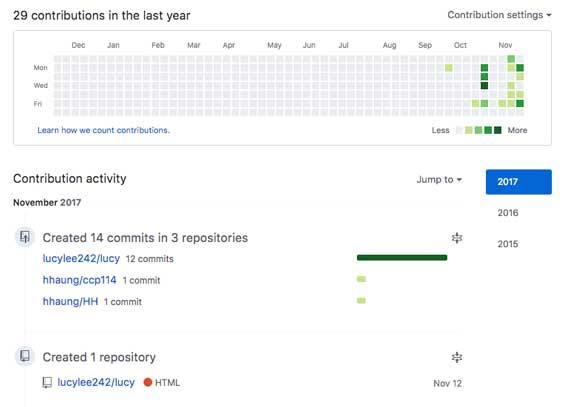 29 contributions in the last year
Contribution settings
Dec Jan Feb Mar Apr May Jun Jul Aug Sep Oct Nov
Mon
Wed
Fri
Learn how we count contributions.
Less More
Contribution activity
Jump to
2017
2016
2015
November 2017
Created 14 commits in 3 repositories
lucylee242/lucy 12 commits
hhaung/ccp114 1 commit
hhaung/HH 1 commit
Created 1 repository
lucylee242/lucy HTML Nov 12